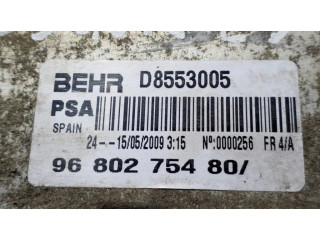 BEHR D8553005
PSA
SPAIN
24-.-15/05/2009 3:15 Nº:0000256 FR 4/A
96 802 754 80/